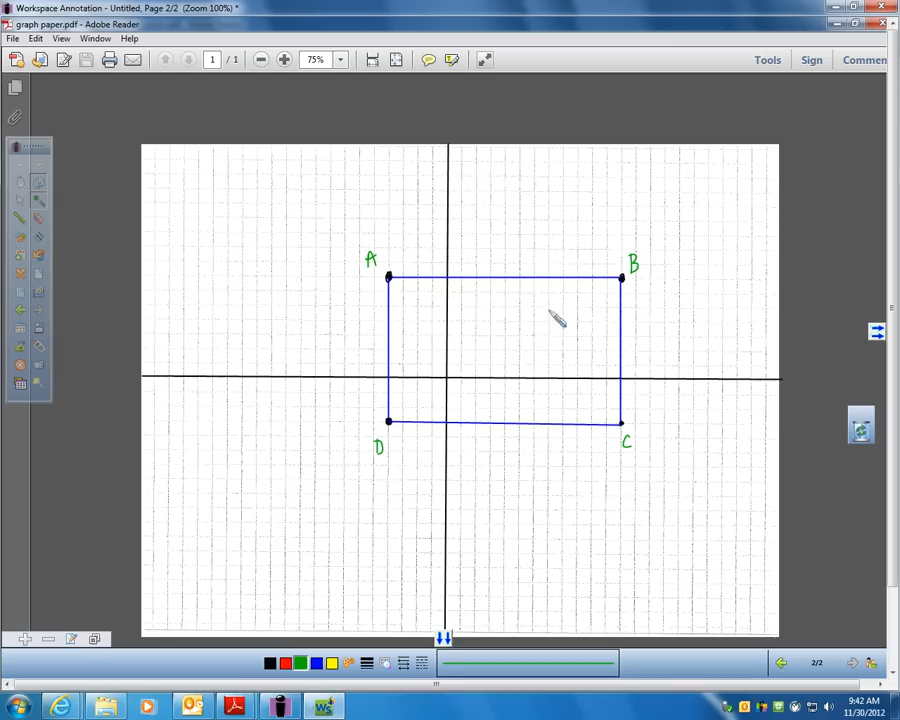 Workspace Annotation - Untitled, Page 2/2 (Zoom 100%) *
graph paper.pdf - Adobe Reader
File Edit View Window Help
1 / 1 75% Tools Sign Commen
A
B
D
C
2/2
9:42 AM
11/30/2012